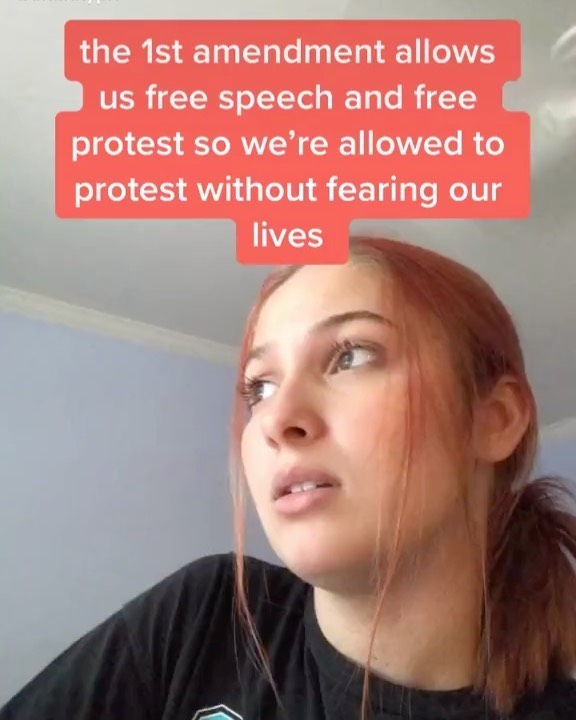 the 1st amendment allows
us free speech and free
protest so we’re allowed to
protest without fearing our
lives